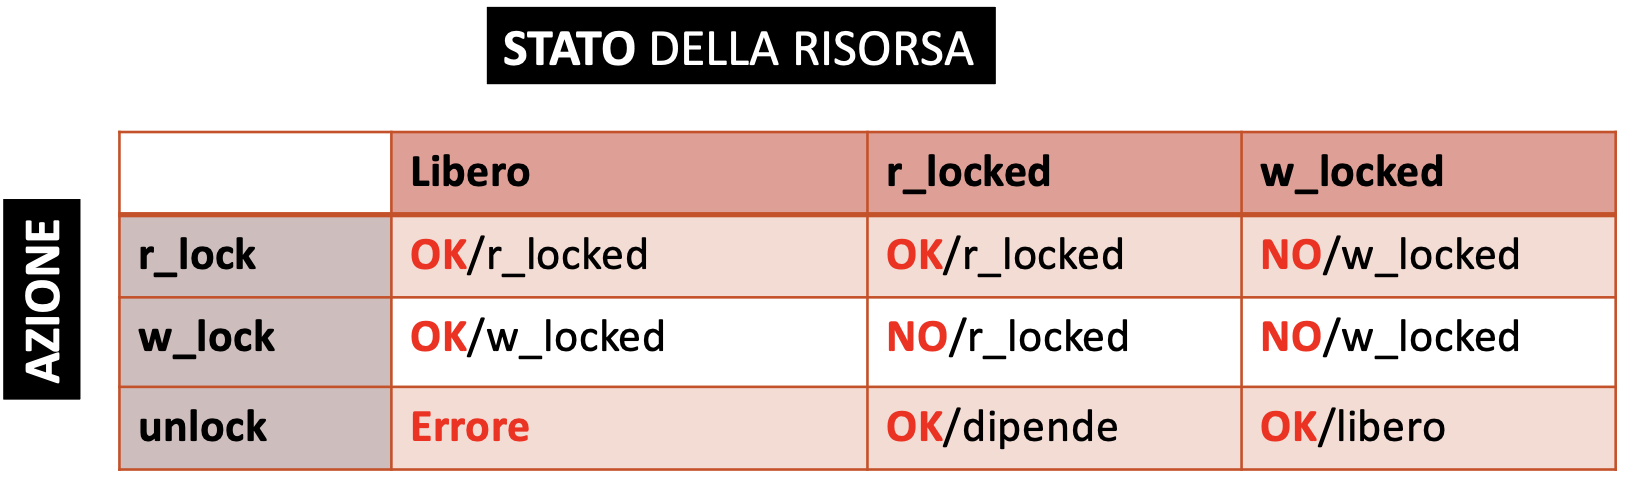 STATO DELLA RISORSA
AZIONE
Libero r_locked w_locked
r_lock OK/r_locked OK/r_locked NO/w_locked
w_lock OK/w_locked NO/r_locked NO/w_locked
unlock Errore OK/dipende OK/libero